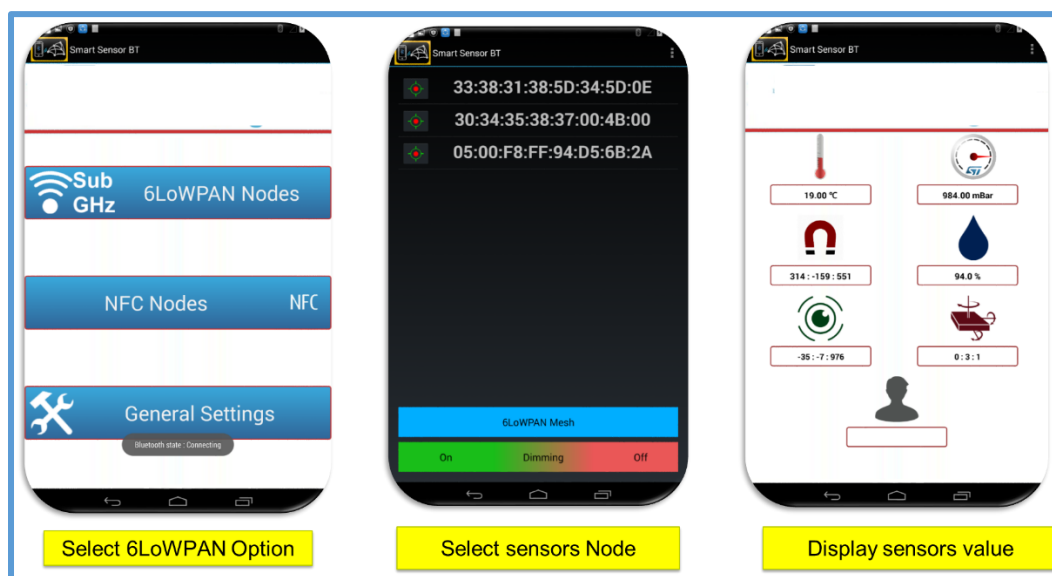 Smart Sensor BT
Sub
GHz
6LoWPAN Nodes
NFC Nodes
NFC
General Settings
Bluetooth state : Connecting
Select 6LoWPAN Option
Smart Sensor BT
33:38:31:38:5D:34:5D:0E
30:34:35:38:37:00:4B:00
05:00:F8:FF:94:D5:6B:2A
6LoWPAN Mesh
On
Dimming
Off
Select sensors Node
Smart Sensor BT
19.00 °C
984.00 mBar
314 : -159 : 551
94.0 %
-35 : -7 : 976
0 : 3 : 1
Display sensors value